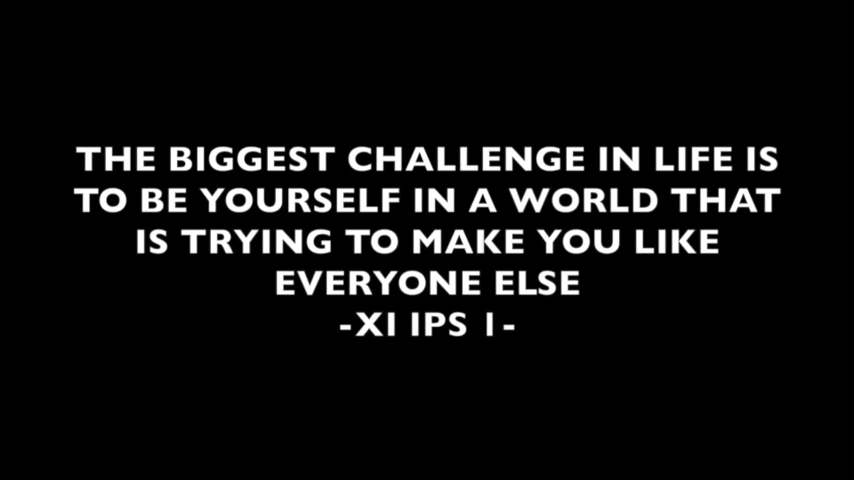 THE BIGGEST CHALLENGE IN LIFE IS
TO BE YOURSELF IN A WORLD THAT
IS TRYING TO MAKE YOU LIKE
EVERYONE ELSE
-XI IPS 1-